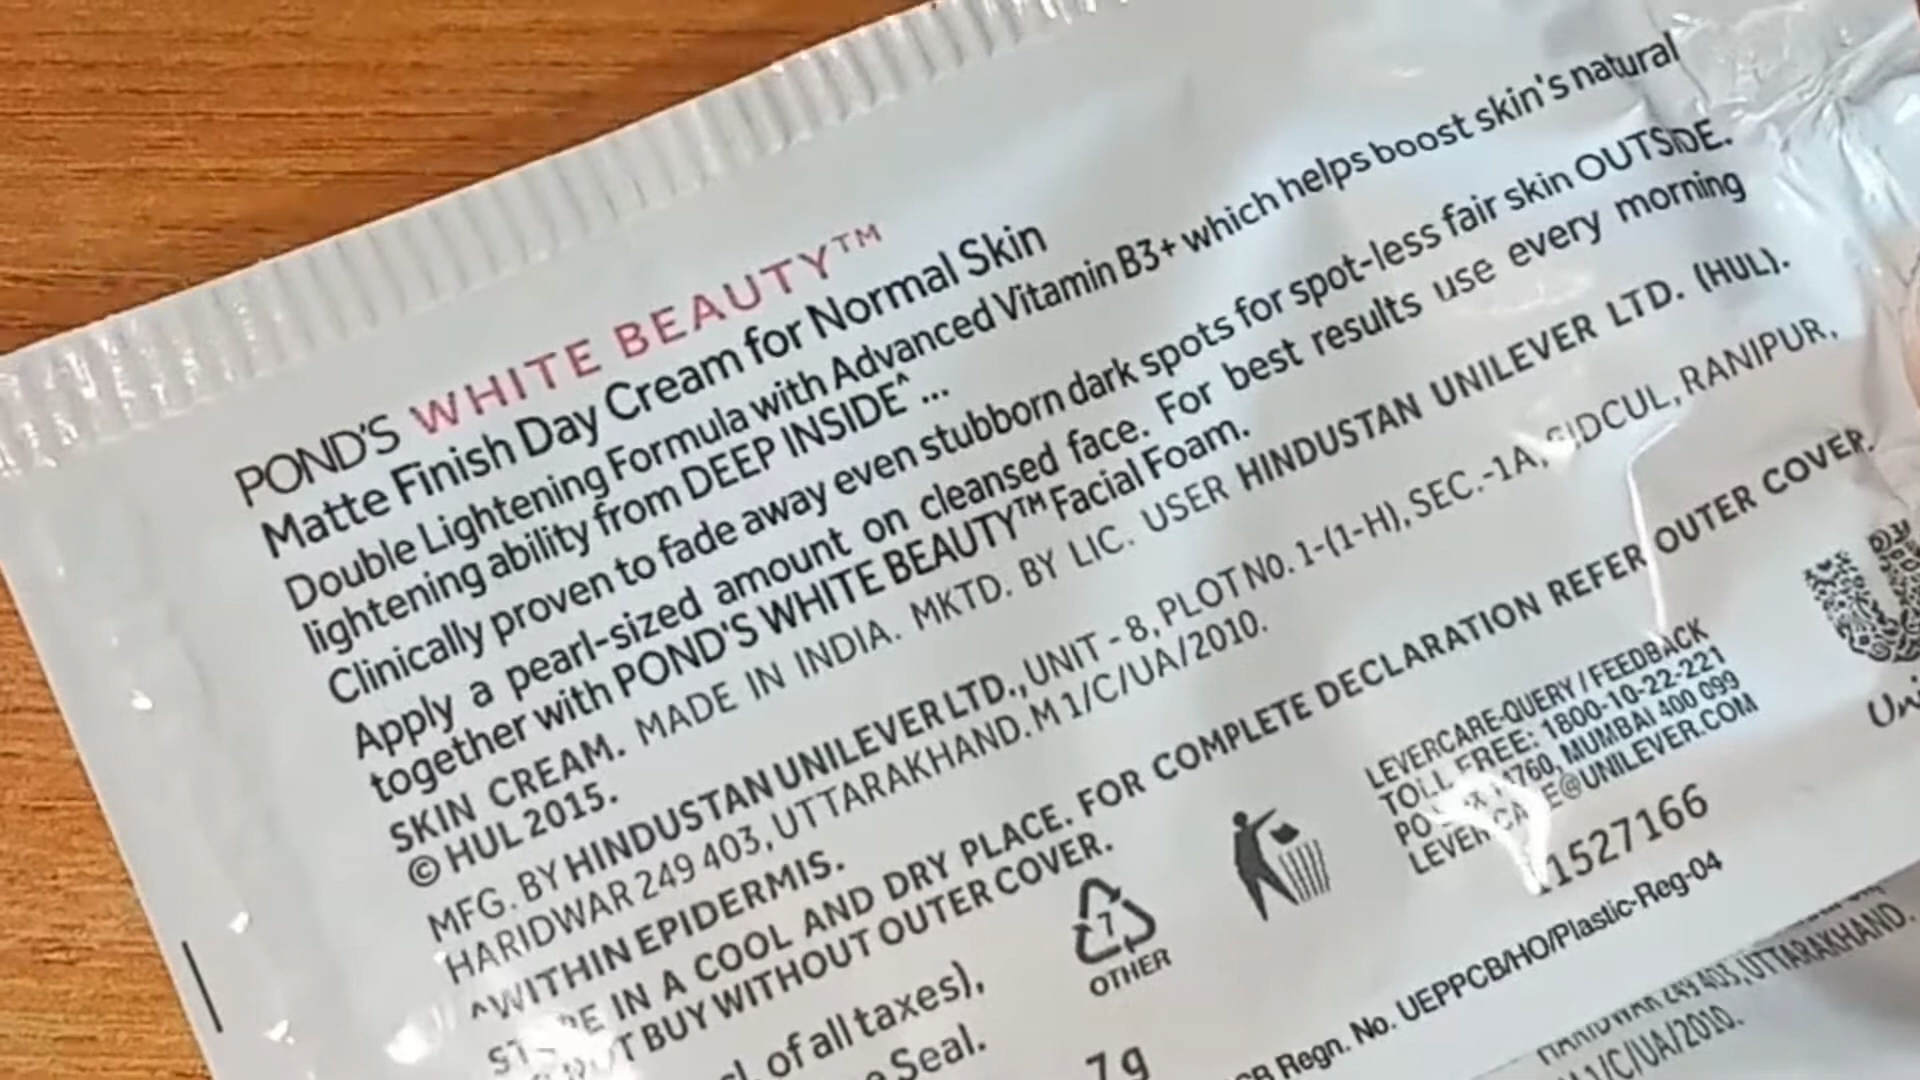 POND'S WHITE BEAUTY™
Matte Finish Day Cream for Normal Skin
Double Lightening Formula with Advanced Vitamin B3+ which helps boost skin's natural
lightening ability from DEEP INSIDE^ ...
Clinically proven to fade away even stubborn dark spots for spot-less fair skin OUTSIDE.
Apply a pearl-sized amount on cleansed face. For best results use every morning
together with POND'S WHITE BEAUTY™ Facial Foam.
SKIN CREAM. MADE IN INDIA. MKTD. BY LIC. USER HINDUSTAN UNILEVER LTD. (HUL).
© HUL 2015.
MFG. BY HINDUSTAN UNILEVER LTD., UNIT - 8, PLOT No. 1-(1-H), SEC.-1A, SIDCUL, RANIPUR,
HARIDWAR 249 403, UTTARAKHAND. M 1/C/UA/2010.
^WITHIN EPIDERMIS.
IN A COOL AND DRY PLACE. FOR COMPLETE DECLARATION REFER OUTER COVER.
BUY WITHOUT OUTER COVER.
LEVERCARE-QUERY / FEEDBACK
TOLL FREE: 1800-10-22-221
MUMBAI 400 099
@UNILEVER.COM
7
OTHER
11527166
of all taxes),
Seal.
7 g
Regn. No. UEPPCB/HO/Plastic-Reg-04
HARIDWAR 249 403, UTTARAKHAND.
1/C/UA/2010.